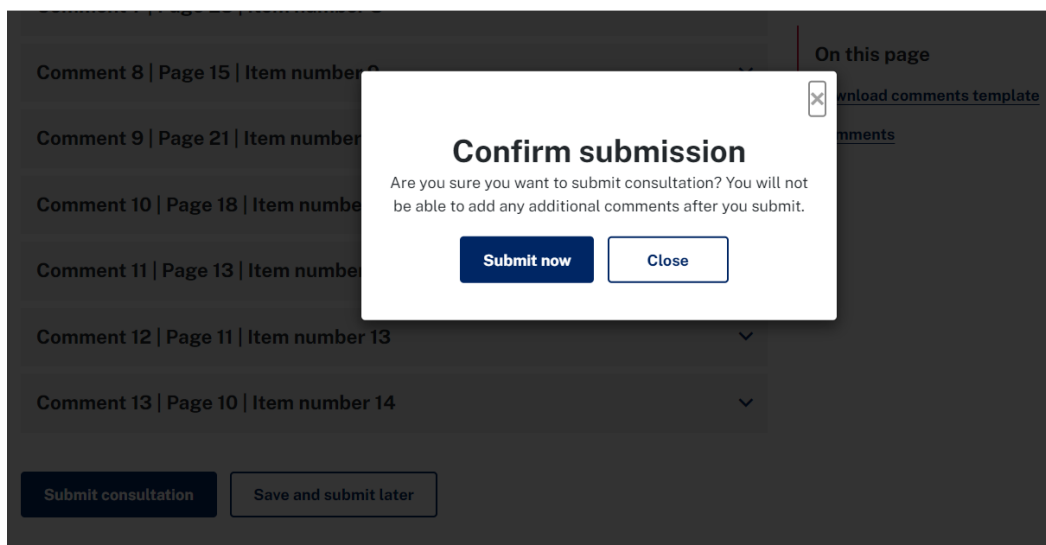 Comment 8 | Page 15 | Item number 9
On this page
wnload comments template
Comment 9 | Page 21 | Item number
mments
×
Confirm submission
Are you sure you want to submit consultation? You will not
be able to add any additional comments after you submit.
Submit now
Close
Comment 10 | Page 18 | Item numbe
Comment 11 | Page 13 | Item number
Comment 12 | Page 11 | Item number 13
Comment 13 | Page 10 | Item number 14
Submit consultation
Save and submit later